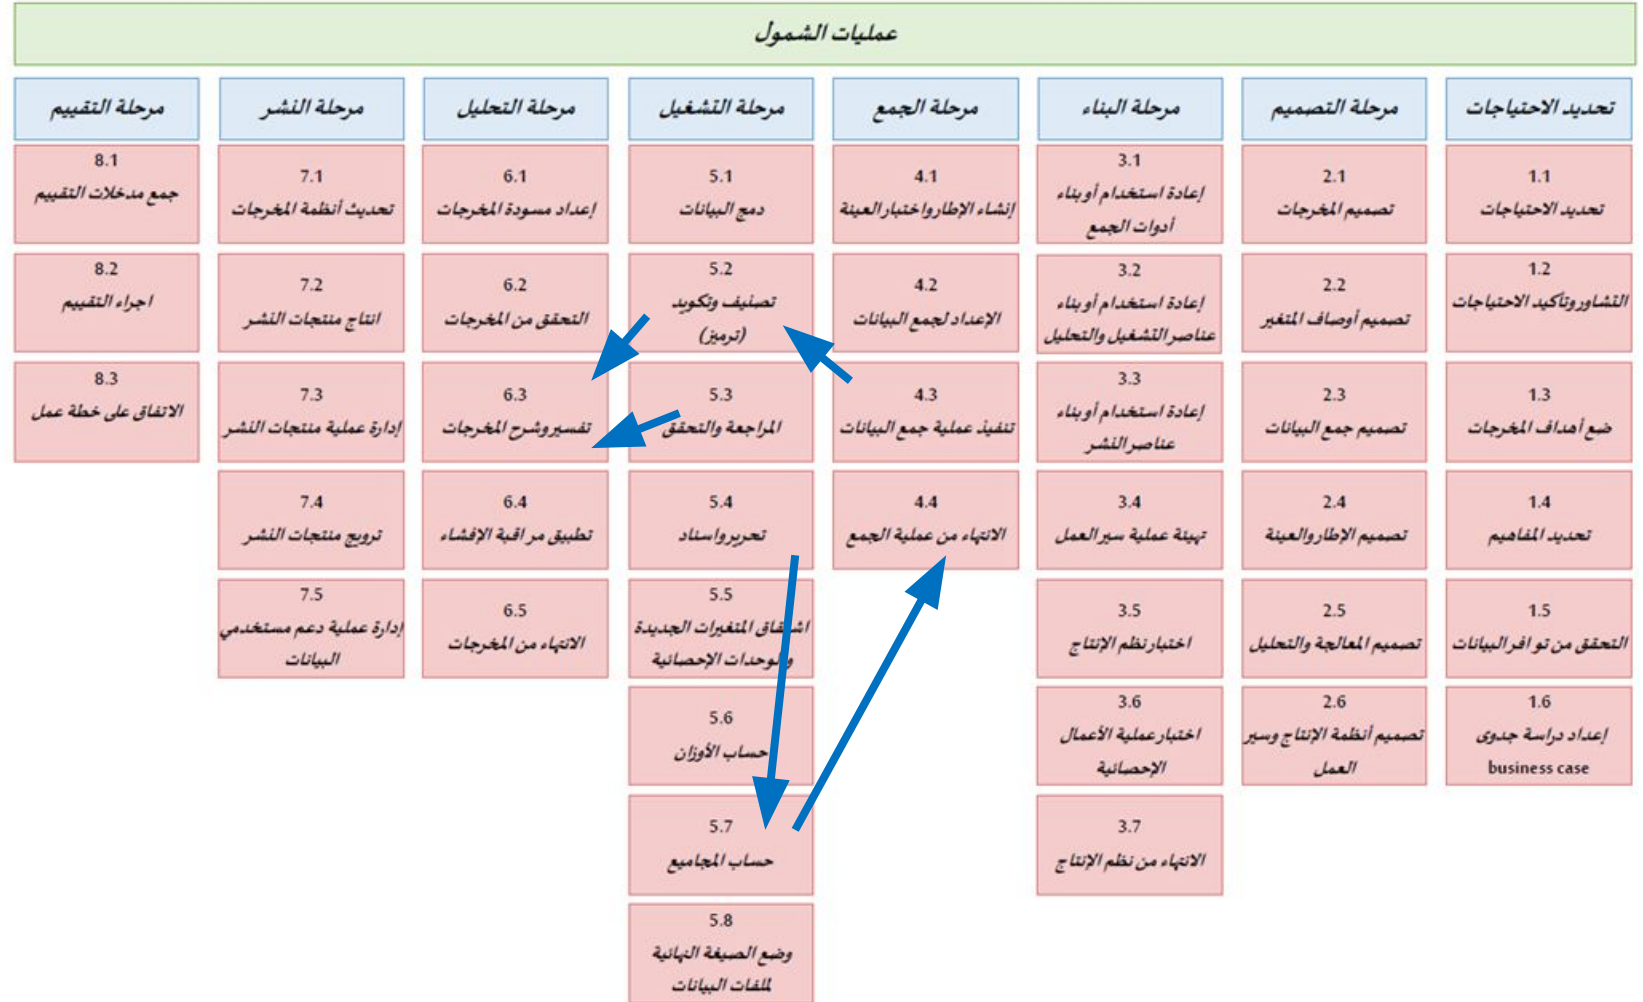 عمليات الشمول
تحديد الاحتياجات
مرحلة التصميم
مرحلة البناء
مرحلة الجمع
مرحلة التشغيل
مرحلة التحليل
مرحلة النشر
مرحلة التقييم
1.1
تحديد الاحتياجات
1.2
التشاور وتأكيد الاحتياجات
1.3
ضع أهداف المخرجات
1.4
تحديد المفاهيم
1.5
التحقق من توافر البيانات
1.6
إعداد دراسة جدوى
business case
2.1
تصميم المخرجات
2.2
تصميم أوصاف المتغير
2.3
تصميم جمع البيانات
2.4
تصميم الإطار والعينة
2.5
تصميم المعالجة والتحليل
2.6
تصميم أنظمة الإنتاج وسير
العمل
3.1
إعادة استخدام أو بناء
أدوات الجمع
3.2
إعادة استخدام أو بناء
عناصر التشغيل والتحليل
3.3
إعادة استخدام أو بناء
عناصر النشر
3.4
تهيئة عملية سير العمل
3.5
اختبار نظم الإنتاج
3.6
اختبار عملية الأعمال
الإحصائية
3.7
الانتهاء من نظم الإنتاج
4.1
إنشاء الإطار واختبار العينة
4.2
الإعداد لجمع البيانات
4.3
تنفيذ عملية جمع البيانات
4.4
الانتهاء من عملية الجمع
5.1
دمج البيانات
5.2
تصنيف وتكويد
(ترميز)
5.3
المراجعة والتحقق
5.4
تحرير واسناد
5.5
اشتقاق المتغيرات الجديدة
والوحدات الإحصائية
5.6
حساب الأوزان
5.7
حساب المجاميع
5.8
وضع الصيغة النهائية
لملفات البيانات
6.1
إعداد مسودة المخرجات
6.2
التحقق من المخرجات
6.3
تفسير وشرح المخرجات
6.4
تطبيق مراقبة الإفشاء
6.5
الانتهاء من المخرجات
7.1
تحديث أنظمة المخرجات
7.2
انتاج منتجات النشر
7.3
إدارة عملية منتجات النشر
7.4
ترويج منتجات النشر
7.5
إدارة عملية دعم مستخدمي
البيانات
8.1
جمع مدخلات التقييم
8.2
اجراء التقييم
8.3
الاتفاق على خطة عمل